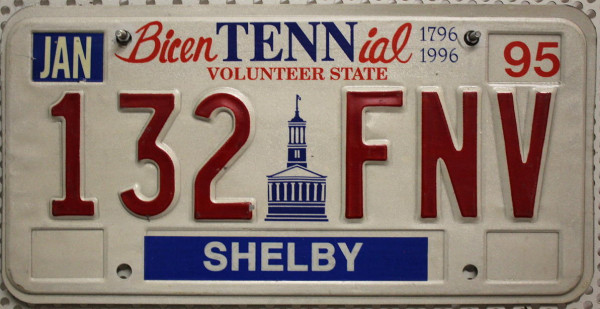 JAN BicenTENNial 1796 1996 95
VOLUNTEER STATE
132 FNV
SHELBY